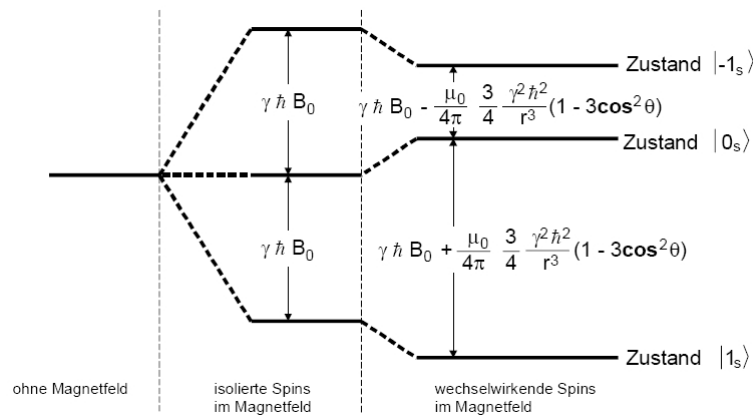 Zustand |-1ₛ⟩
γ ħ B₀
γ ħ B₀ - μ₀/4π 3/4 γ²ħ²/r³ (1 - 3cos²θ)
Zustand |0ₛ⟩
γ ħ B₀
γ ħ B₀ + μ₀/4π 3/4 γ²ħ²/r³ (1 - 3cos²θ)
Zustand |1ₛ⟩
ohne Magnetfeld
isolierte Spins
im Magnetfeld
wechselwirkende Spins
im Magnetfeld